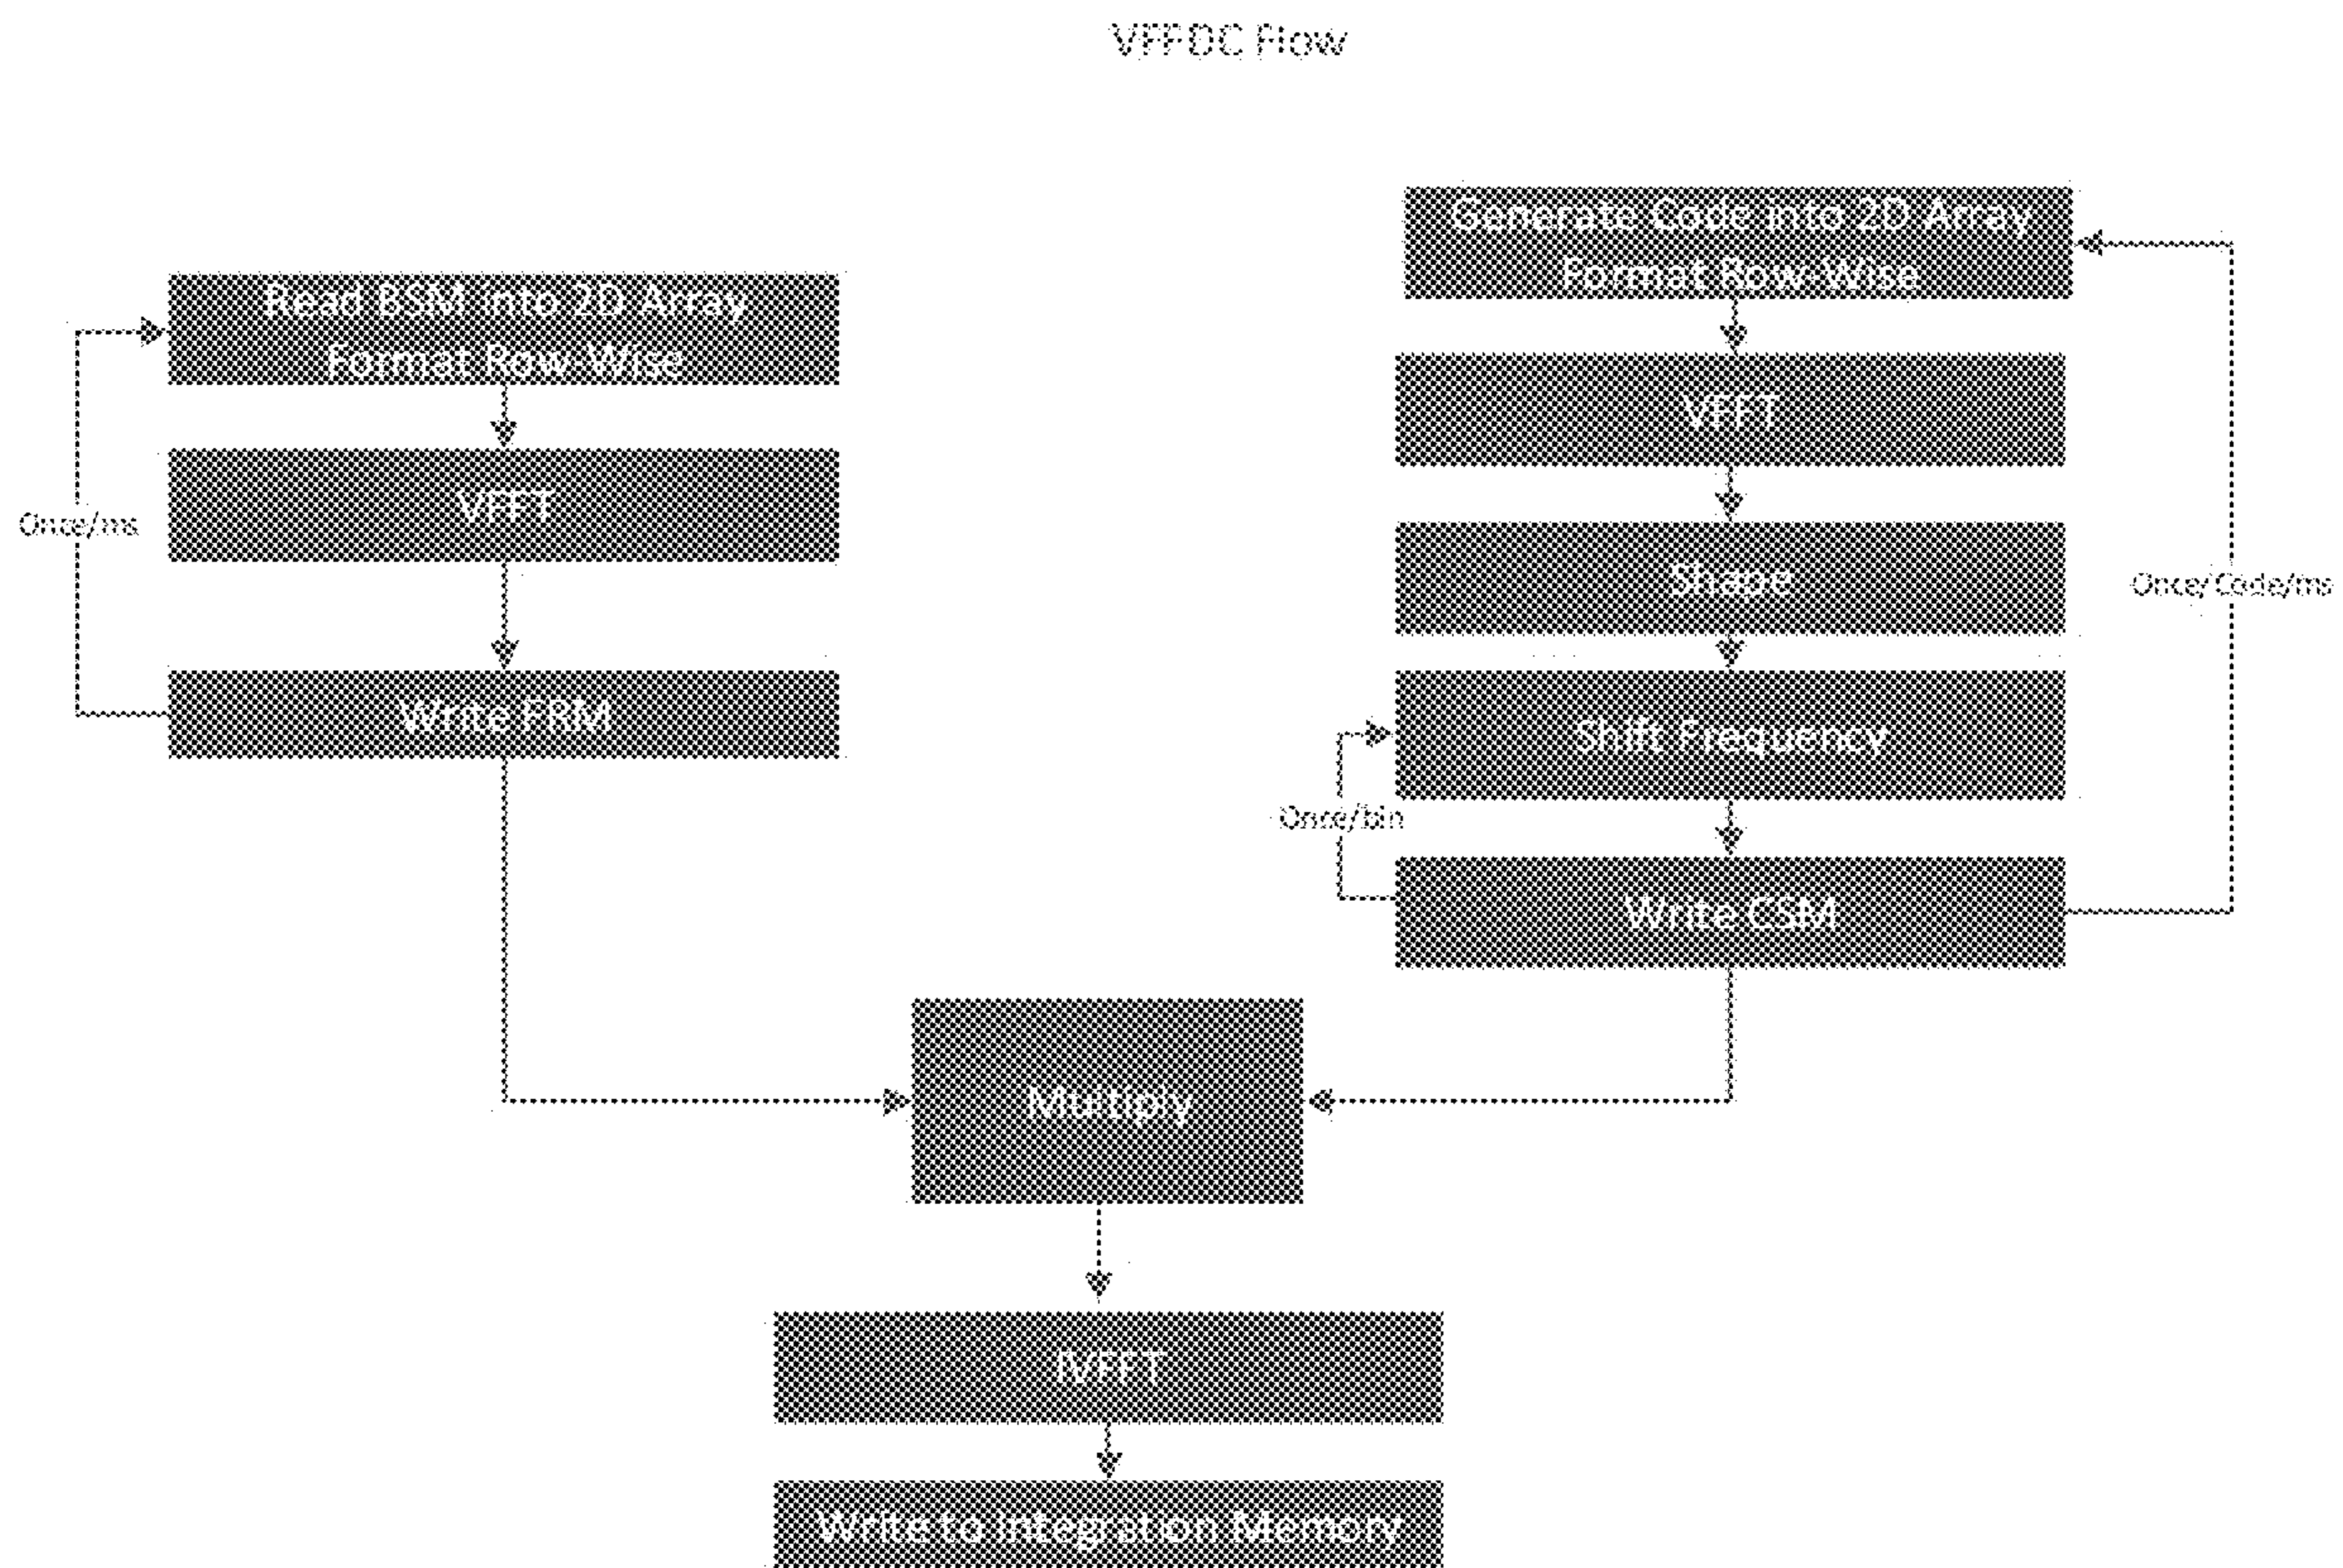 VFFDC Flow
Read BSM into 2D Array
Format Row-Wise
VFFT
Write FRM
Once/ms
Generate Code into 2D Array
Format Row-Wise
VFFT
Shape
Shift Frequency
Write CSM
Once/bin
Once/Code/ms
Multiply
IVFFT
Write to Integration Memory